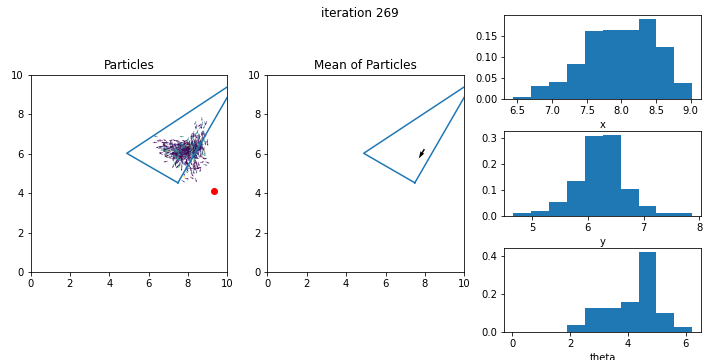 iteration 269
Particles
10
8
6
4
2
0
0 2 4 6 8 10
Mean of Particles
10
8
6
4
2
0
0 2 4 6 8 10
0.15
0.10
0.05
0.00
6.5 7.0 7.5 8.0 8.5 9.0
x
0.3
0.2
0.1
0.0
5 6 7 8
y
0.4
0.2
0.0
0 2 4 6
theta